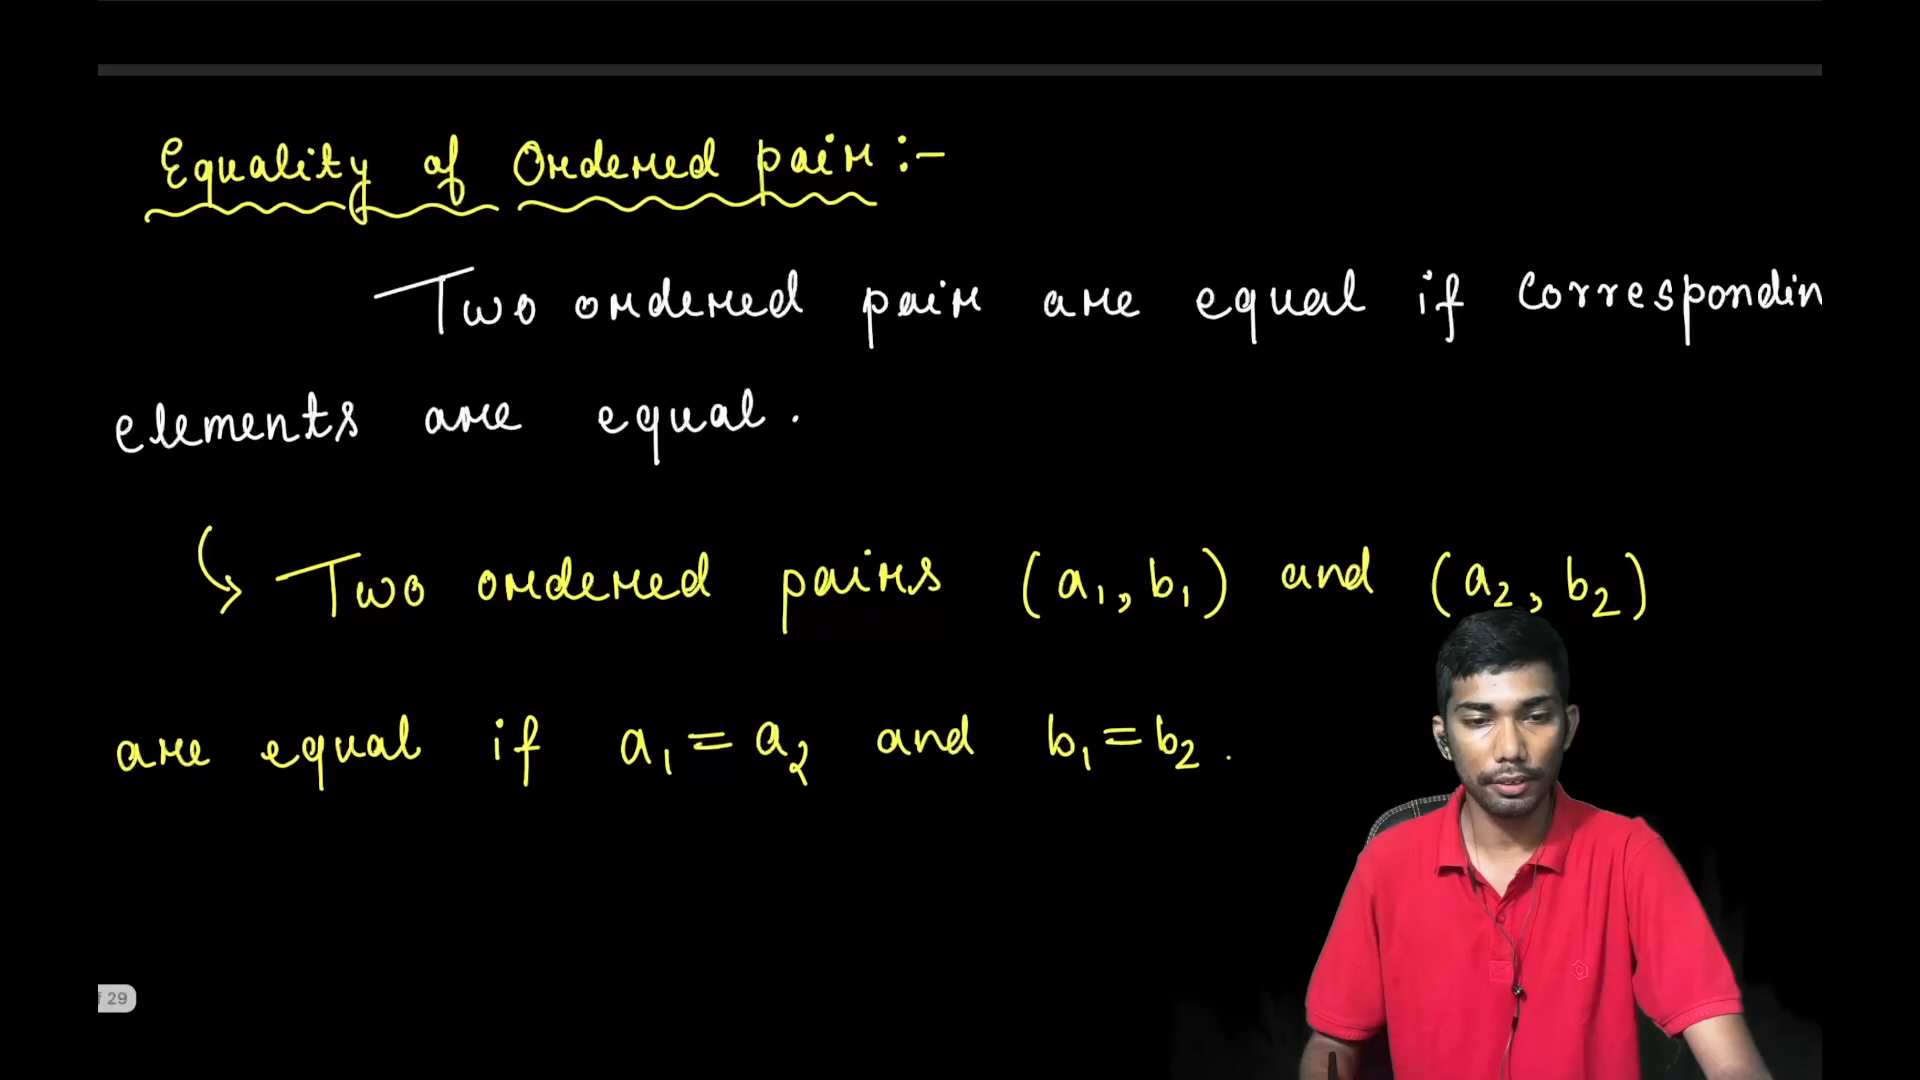 Equality of Ordered pair :-
Two ordered pair are equal if correspondin
elements are equal.
Two ordered pairs (a₁, b₁) and (a₂, b₂)
are equal if a₁ = a₂ and b₁ = b₂.
f 29